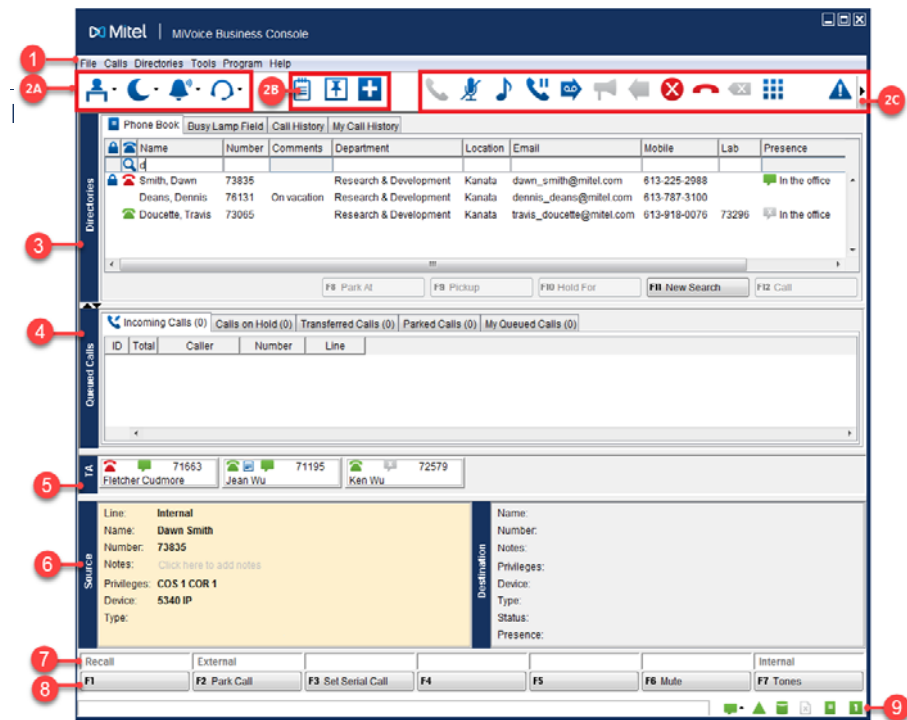 Mitel | MiVoice Business Console
1
File Calls Directories Tools Program Help
2A
2B
2C
Phone Book Busy Lamp Field Call History My Call History
Name Number Comments Department Location Email Mobile Lab Presence
d
Smith, Dawn 73835 Research & Development Kanata dawn_smith@mitel.com 613-225-2988 In the office
Deans, Dennis 76131 On vacation Research & Development Kanata dennis_deans@mitel.com 613-787-3100
Doucette, Travis 73065 Research & Development Kanata travis_doucette@mitel.com 613-918-0076 73296 In the office
Directories
3
F8 Park At F9 Pickup F10 Hold For F11 New Search F12 Call
4
Incoming Calls (0) Calls on Hold (0) Transferred Calls (0) Parked Calls (0) My Queued Calls (0)
ID Total Caller Number Line
Queued Calls
5
TA
71663 71195 72579
Fletcher Cudmore Jean Wu Ken Wu
6
Source
Line: Internal
Name: Dawn Smith
Number: 73835
Notes: Click here to add notes
Privileges: COS 1 COR 1
Device: 5340 IP
Type:
Destination
Name:
Number:
Notes:
Privileges:
Device:
Type:
Status:
Presence:
7
Recall External Internal
8
F1 F2 Park Call F3 Set Serial Call F4 F5 F6 Mute F7 Tones
1
9